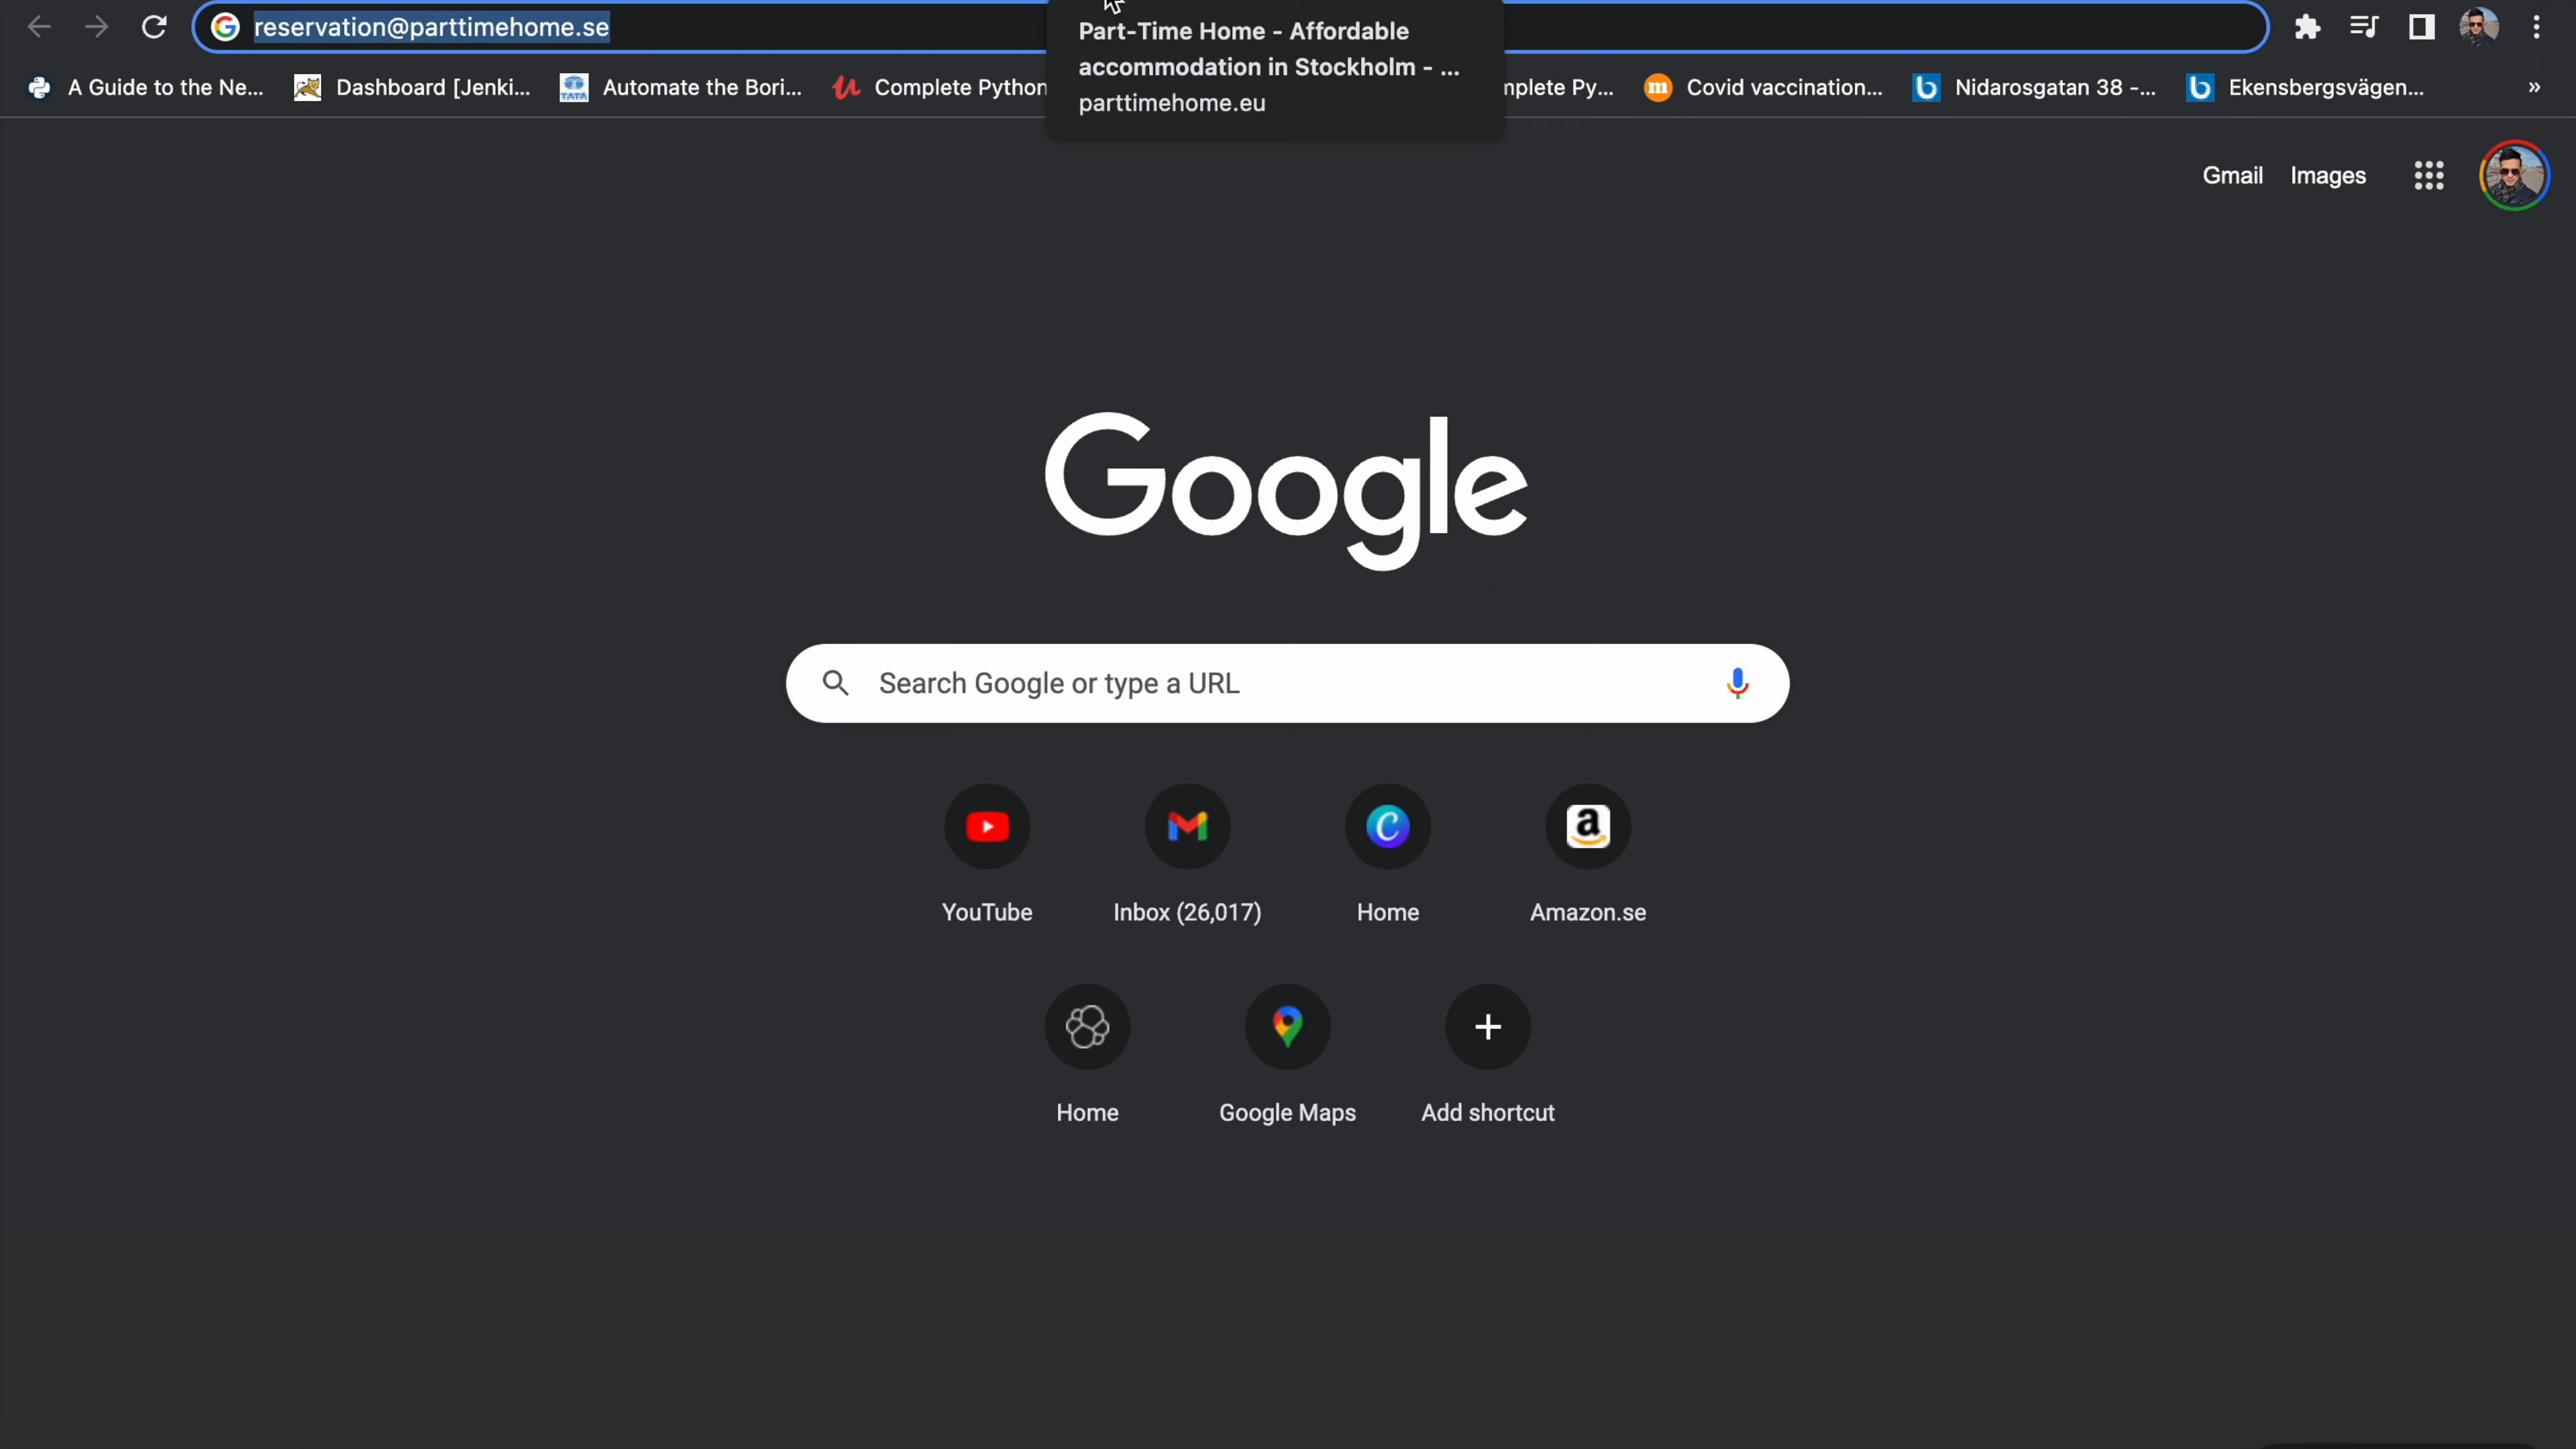 reservation@parttimehome.se
Part-Time Home - Affordable
accommodation in Stockholm - ...
parttimehome.eu
A Guide to the Ne...
Dashboard [Jenki...
TATA
Automate the Bori...
Complete Python
mplete Py...
m
Covid vaccination...
b
Nidarosgatan 38 -...
b
Ekensbergsvägen...
»
Gmail
Images
Google
Search Google or type a URL
YouTube
Inbox (26,017)
Home
Amazon.se
Home
Google Maps
Add shortcut